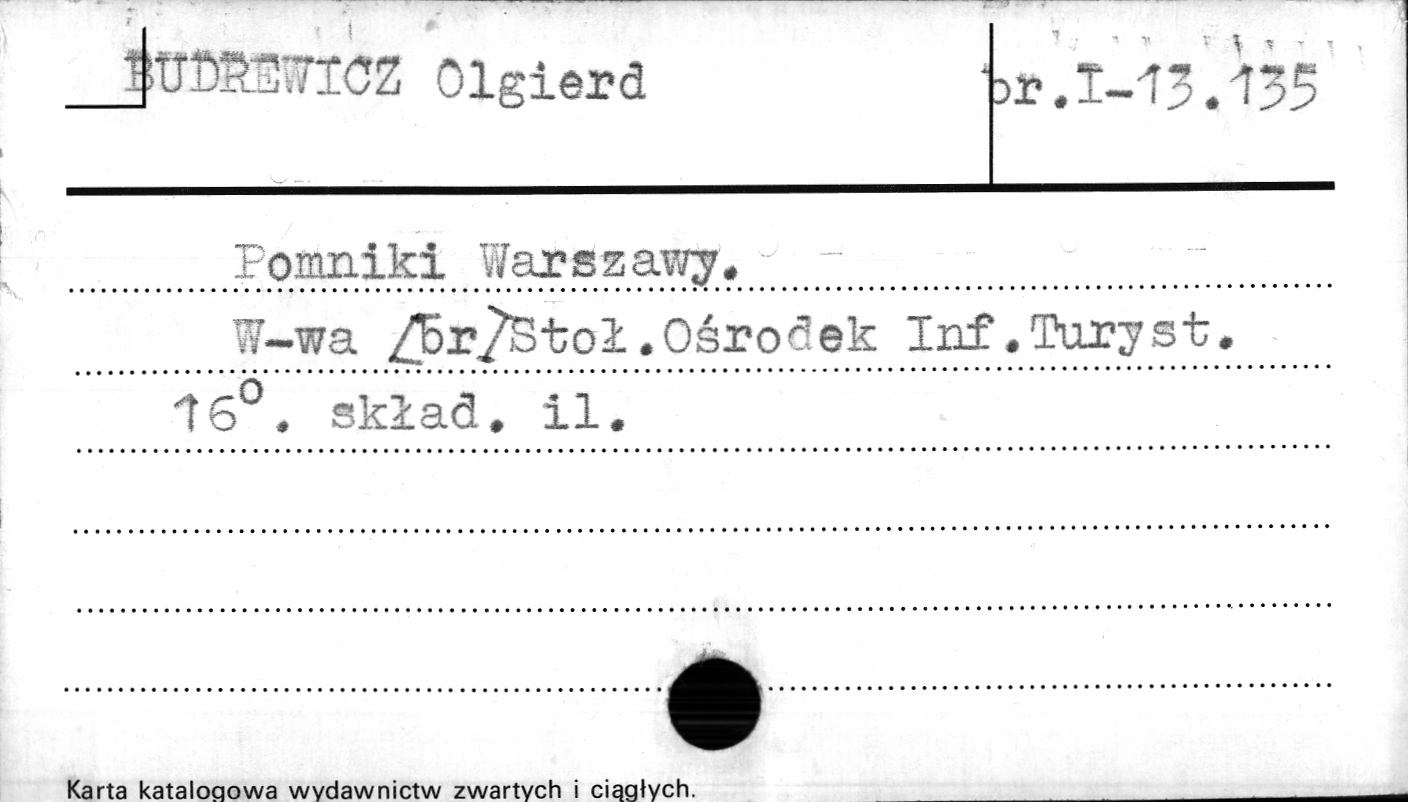 BUDREWICZ Olgierd br.I-13.135
Pomniki Warszawy.
W-wa [br]Stoł.Ośrodek Inf.Turyst.
16°. skład. il.
Karta katalogowa wydawnictw zwartych i ciągłych.